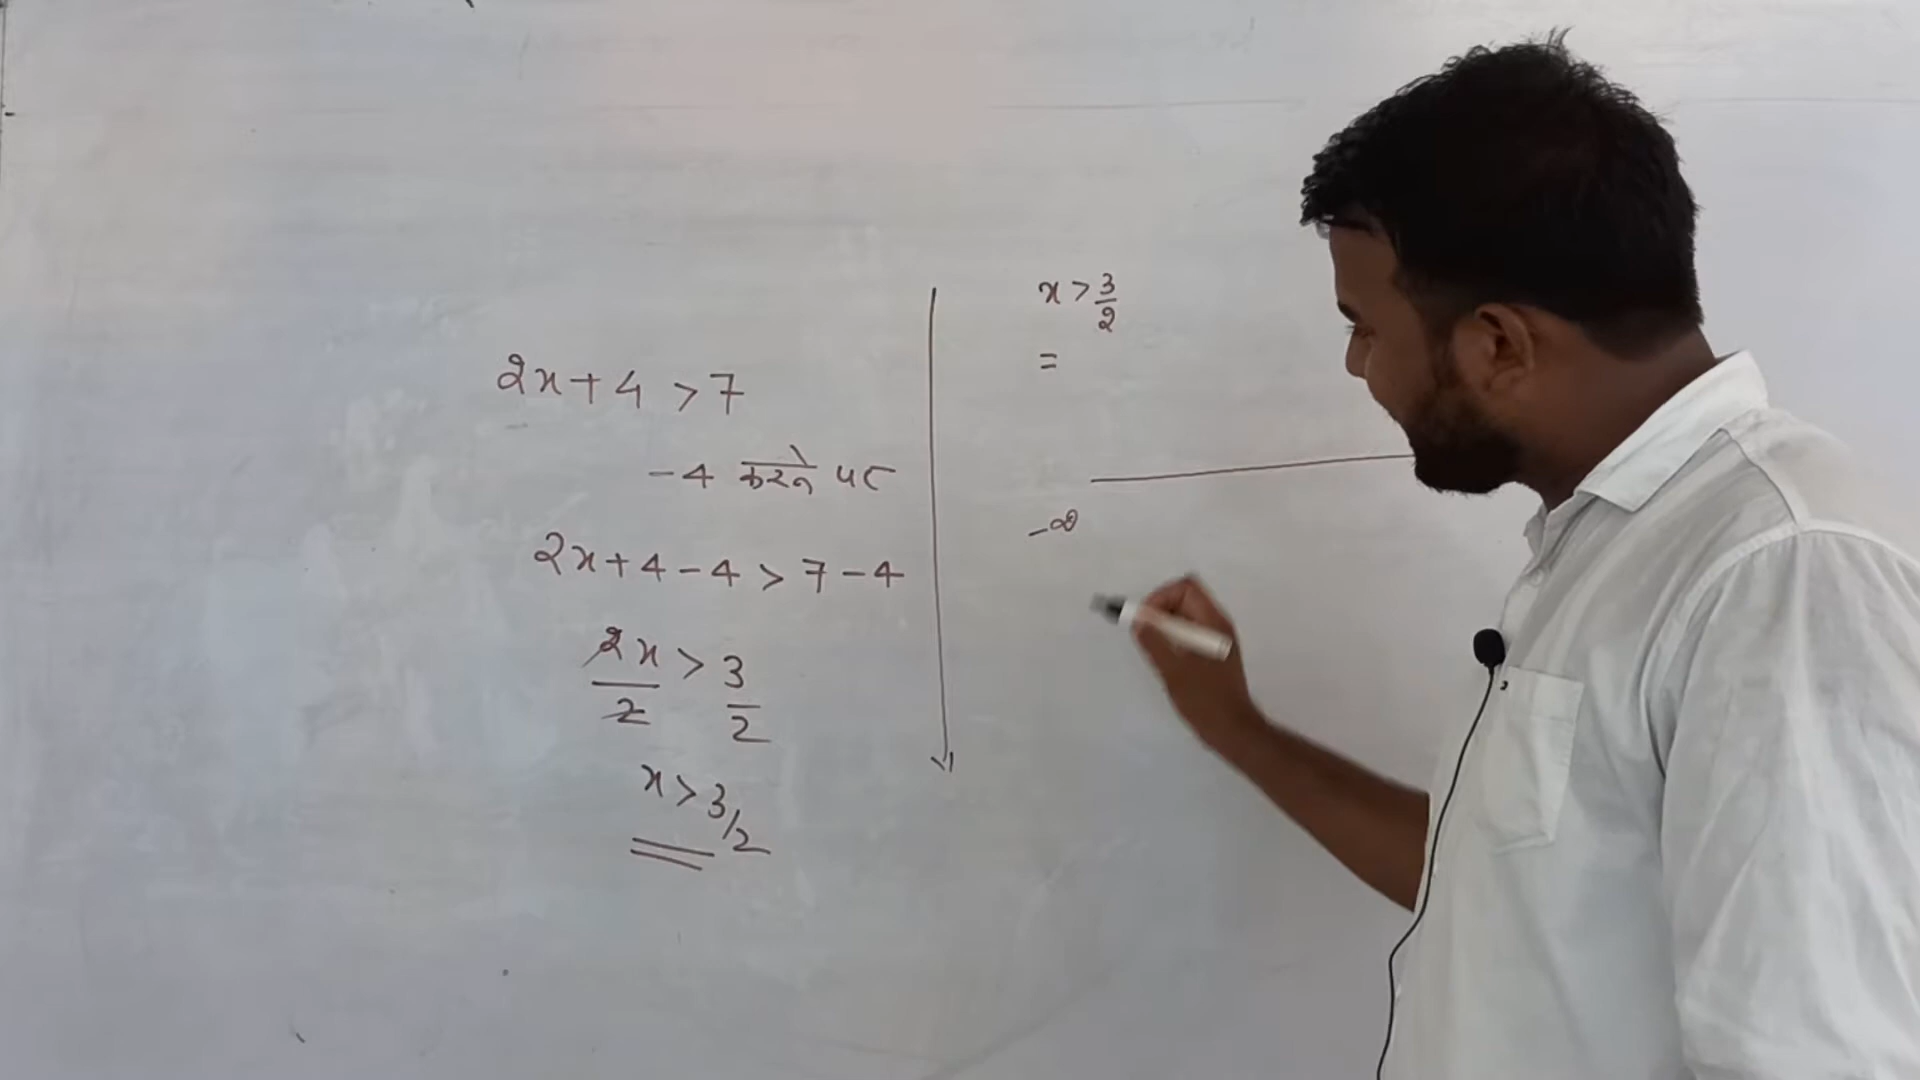 2x+4 > 7
-4 करने पर
2x+4-4 > 7-4
2x/2 > 3/2
x > 3/2
x > 3/2
=
-∞